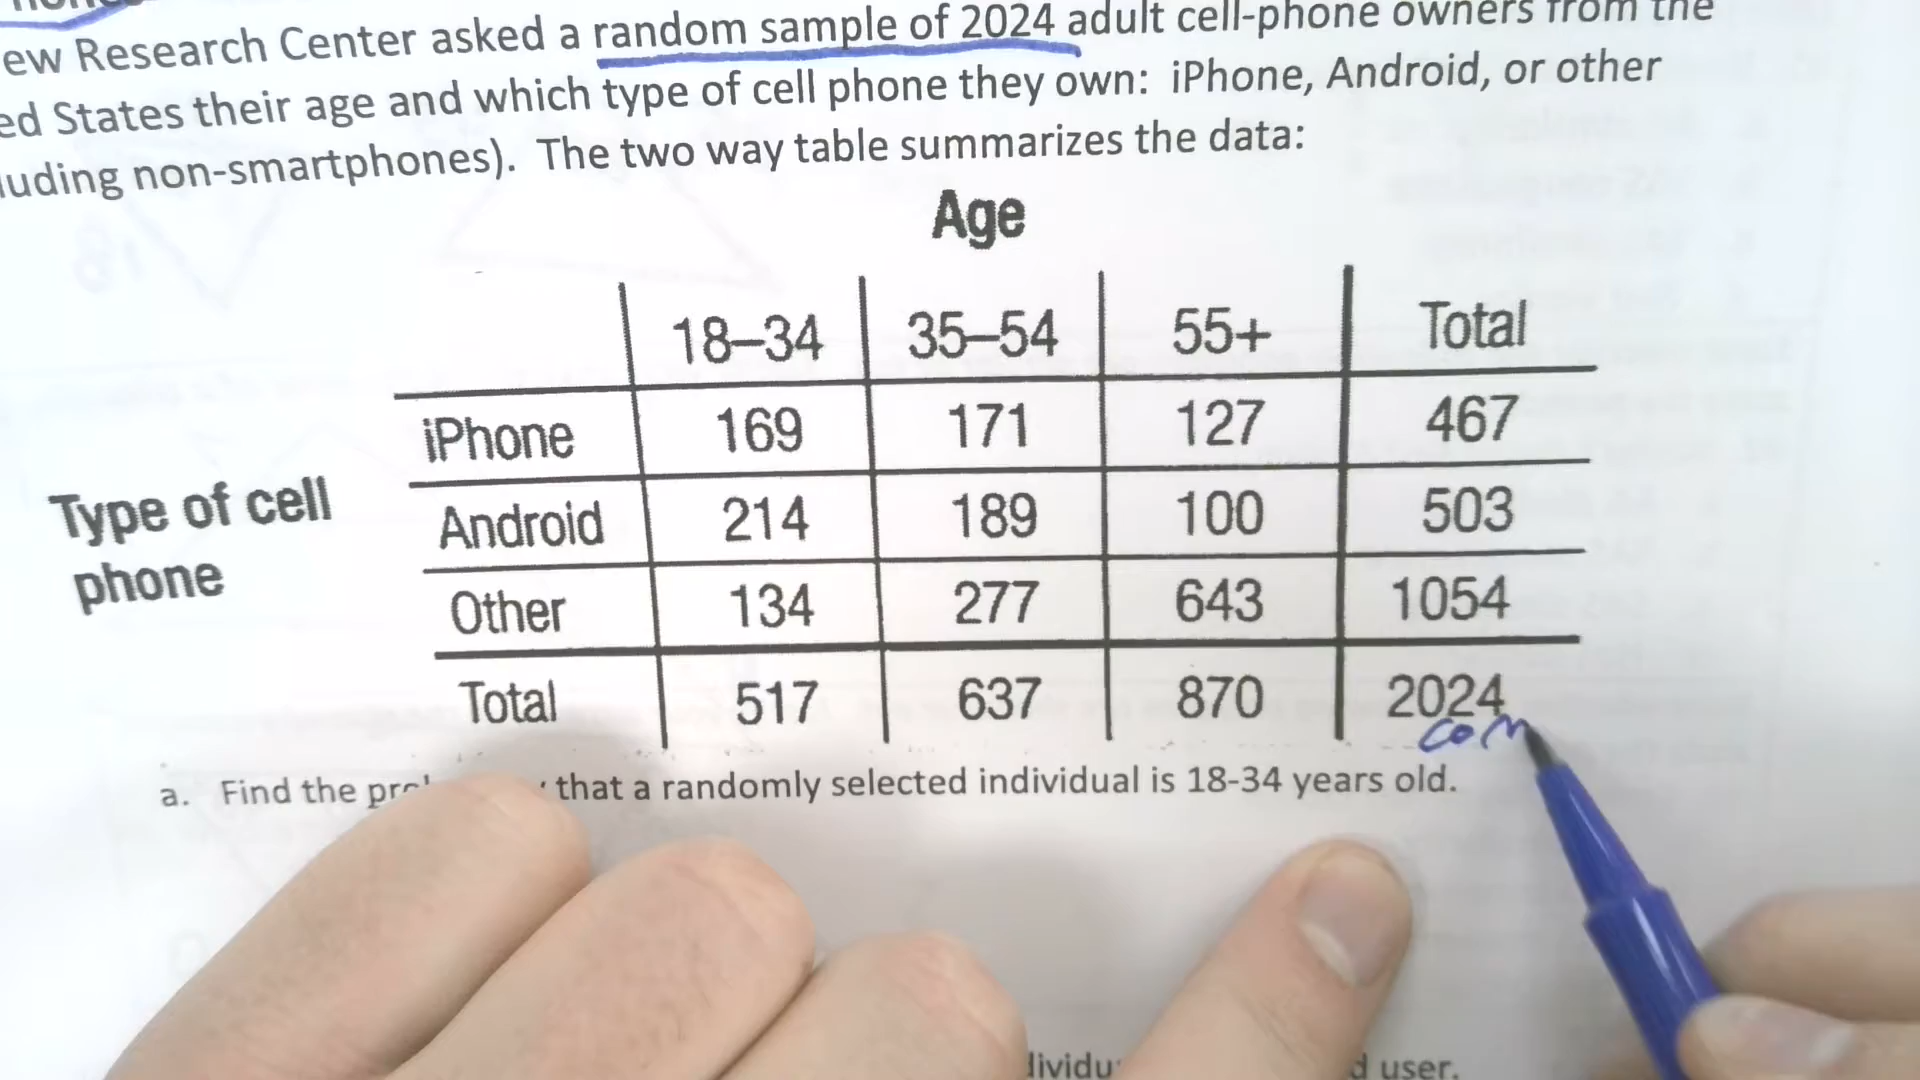 ew Research Center asked a random sample of 2024 adult cell-phone owners from the
ed States their age and which type of cell phone they own: iPhone, Android, or other
luding non-smartphones). The two way table summarizes the data:
Age
18–34 35–54 55+ Total
iPhone 169 171 127 467
Type of cell
phone
Android 214 189 100 503
Other 134 277 643 1054
Total 517 637 870 2024
com
a. Find the pr that a randomly selected individual is 18-34 years old.
dividu d user.